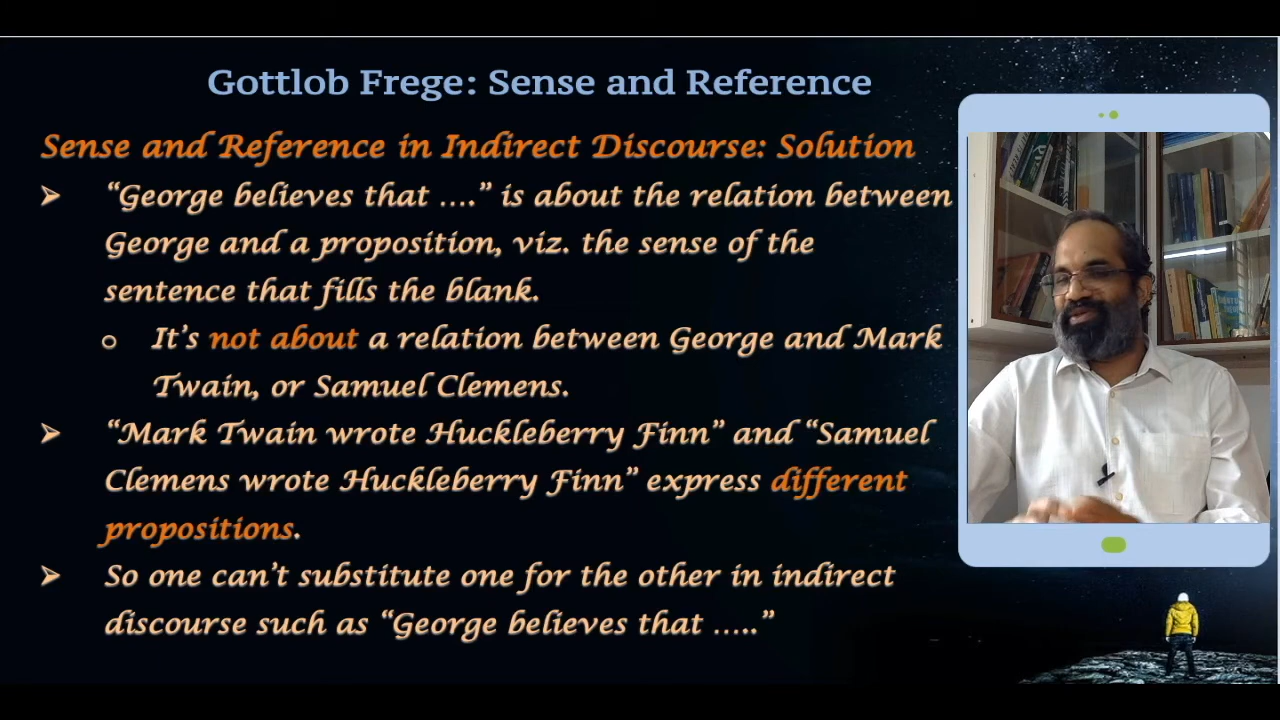 Gottlob Frege: Sense and Reference
Sense and Reference in Indirect Discourse: Solution
➢ “George believes that ….” is about the relation between
George and a proposition, viz. the sense of the
sentence that fills the blank.
o It’s not about a relation between George and Mark
Twain, or Samuel Clemens.
➢ “Mark Twain wrote Huckleberry Finn” and “Samuel
Clemens wrote Huckleberry Finn” express different
propositions.
➢ So one can’t substitute one for the other in indirect
discourse such as “George believes that …..”